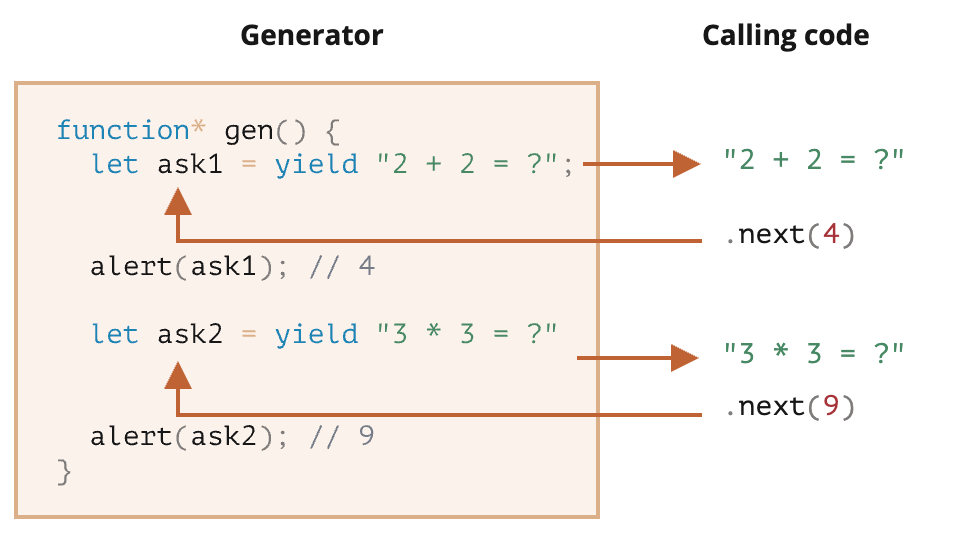 Generator Calling code
function* gen() {
let ask1 = yield "2 + 2 = ?"; "2 + 2 = ?"
.next(4)
alert(ask1); // 4
let ask2 = yield "3 * 3 = ?"
"3 * 3 = ?"
.next(9)
alert(ask2); // 9
}